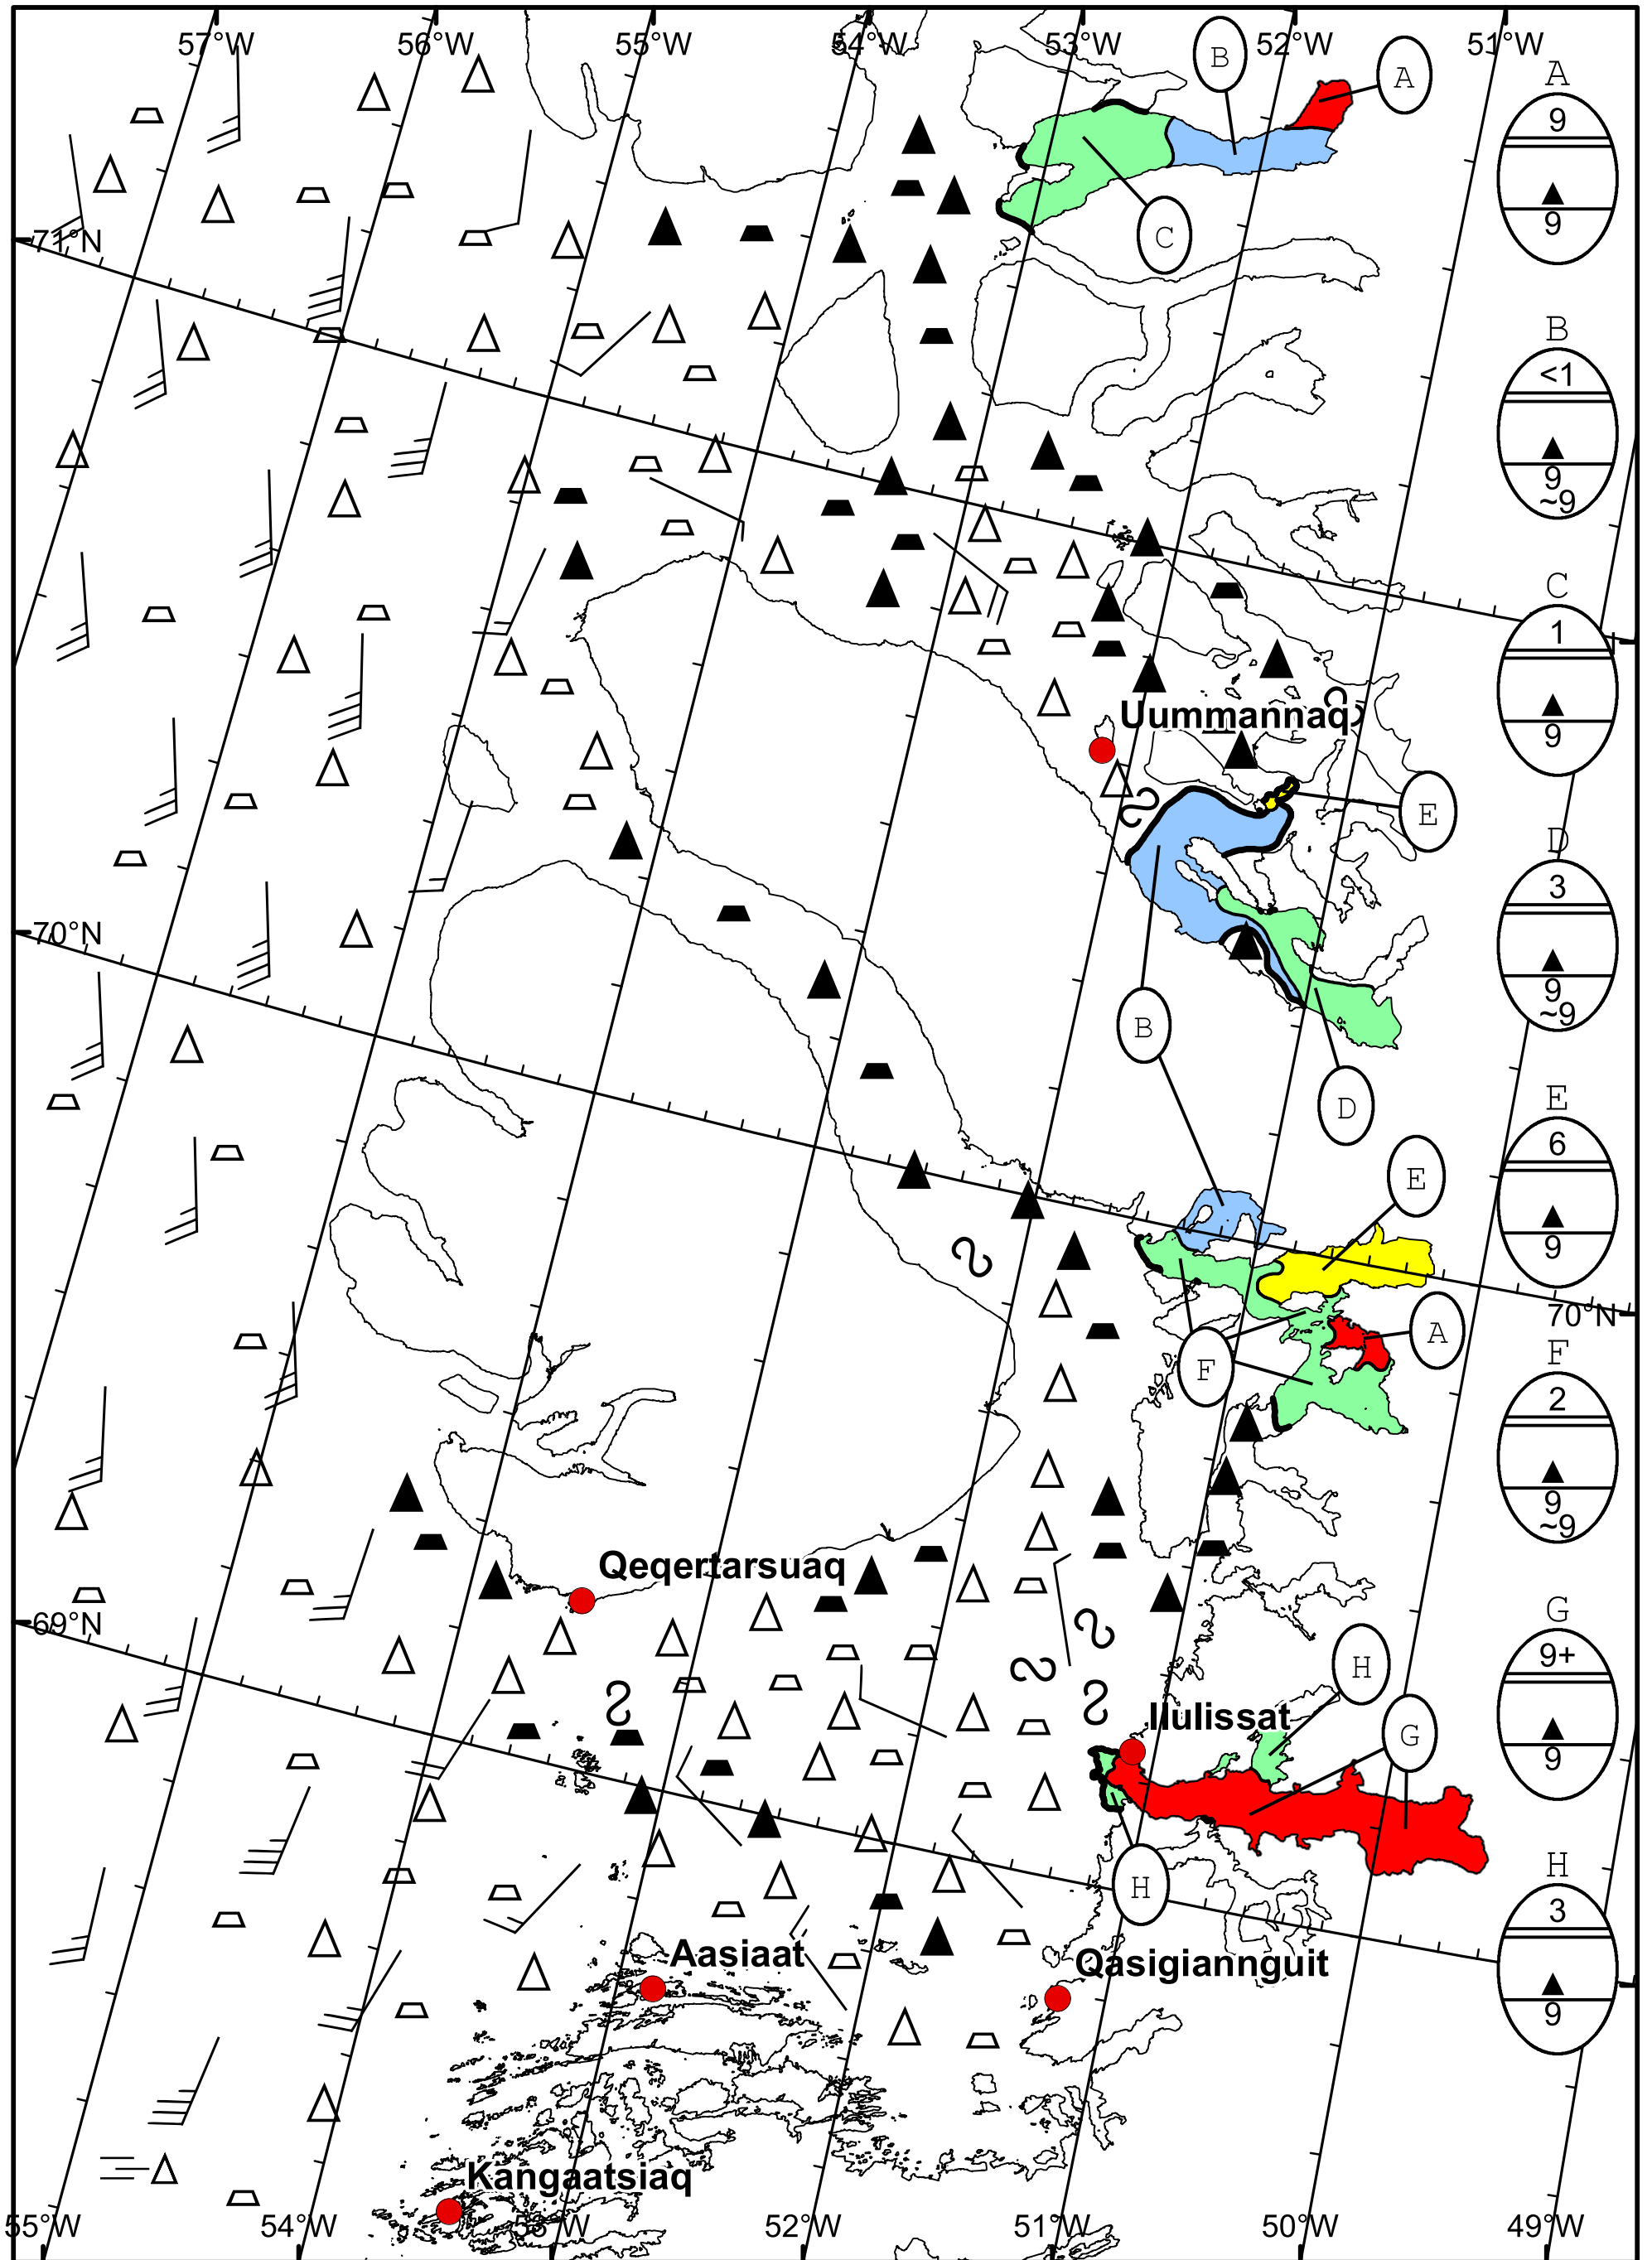 57°W 56°W 55°W 54°W 53°W 52°W 51°W
B
A
A
9
9
C
71°N
B
<1
9
~9
C
1
9
Uummannaq
E
D
3
9
~9
70°N
B
D
E
6
9
E
70°N
A
F
F
2
9
~9
Qeqertarsuaq
69°N
G
9+
9
H
Ilulissat
G
H
3
9
H
Aasiaat
Qasigiannguit
Kangaatsiaq
55°W 54°W 53°W 52°W 51°W 50°W 49°W